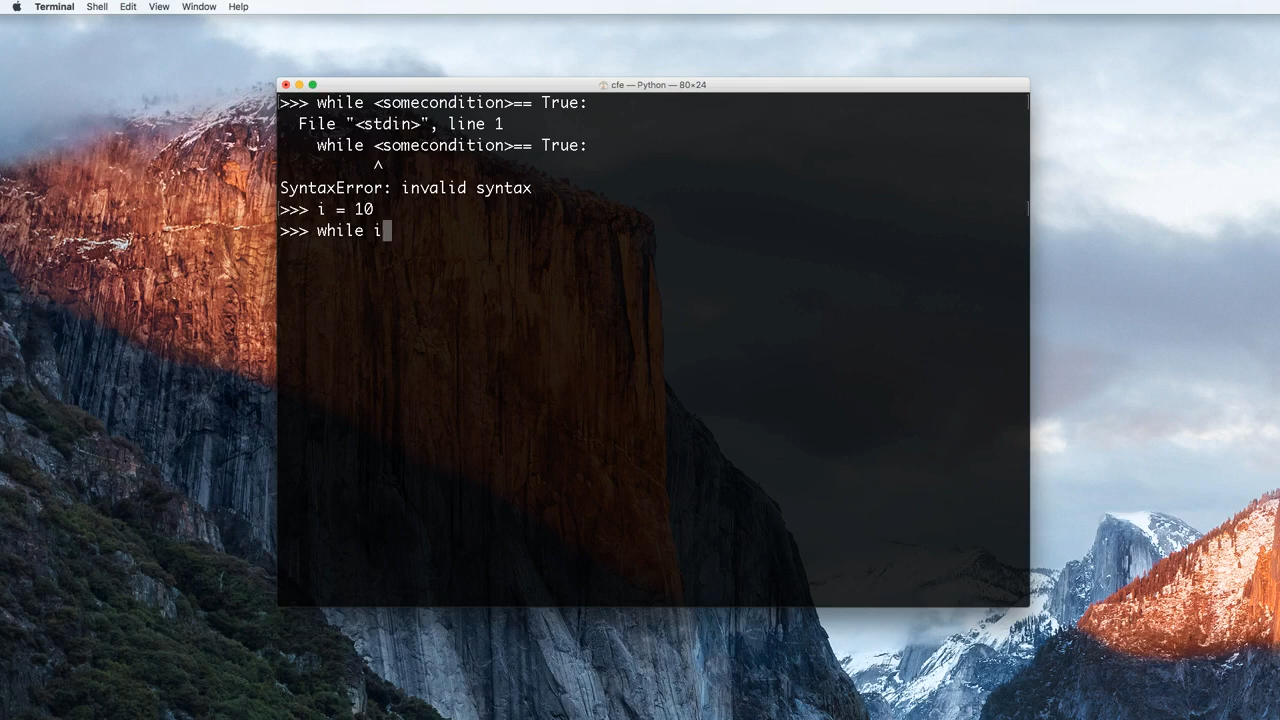 Terminal Shell Edit View Window Help
cfe — Python — 80×24
>>> while <somecondition>== True:
  File "<stdin>", line 1
    while <somecondition>== True:
          ^
SyntaxError: invalid syntax
>>> i = 10
>>> while i